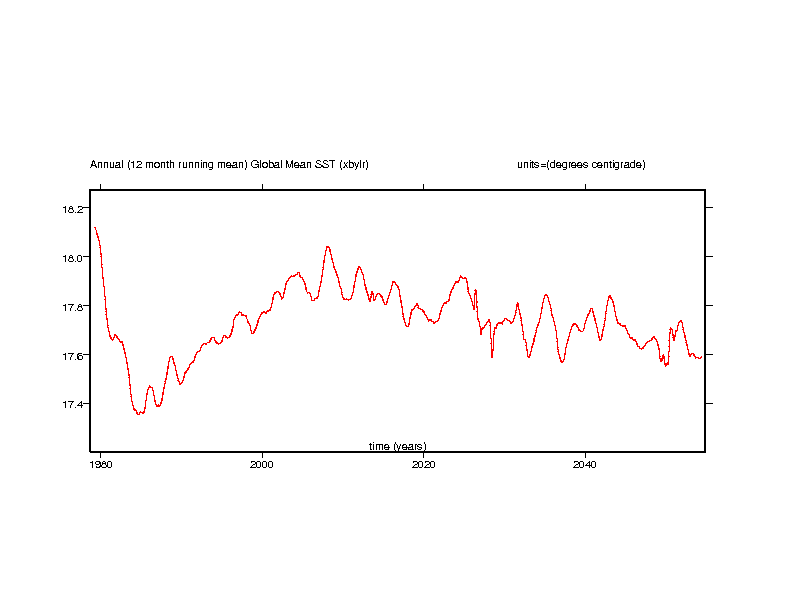 Annual (12 month running mean) Global Mean SST (xbylr) units=(degrees centigrade)
18.2
18.0
17.8
17.6
17.4
time (years)
1980 2000 2020 2040